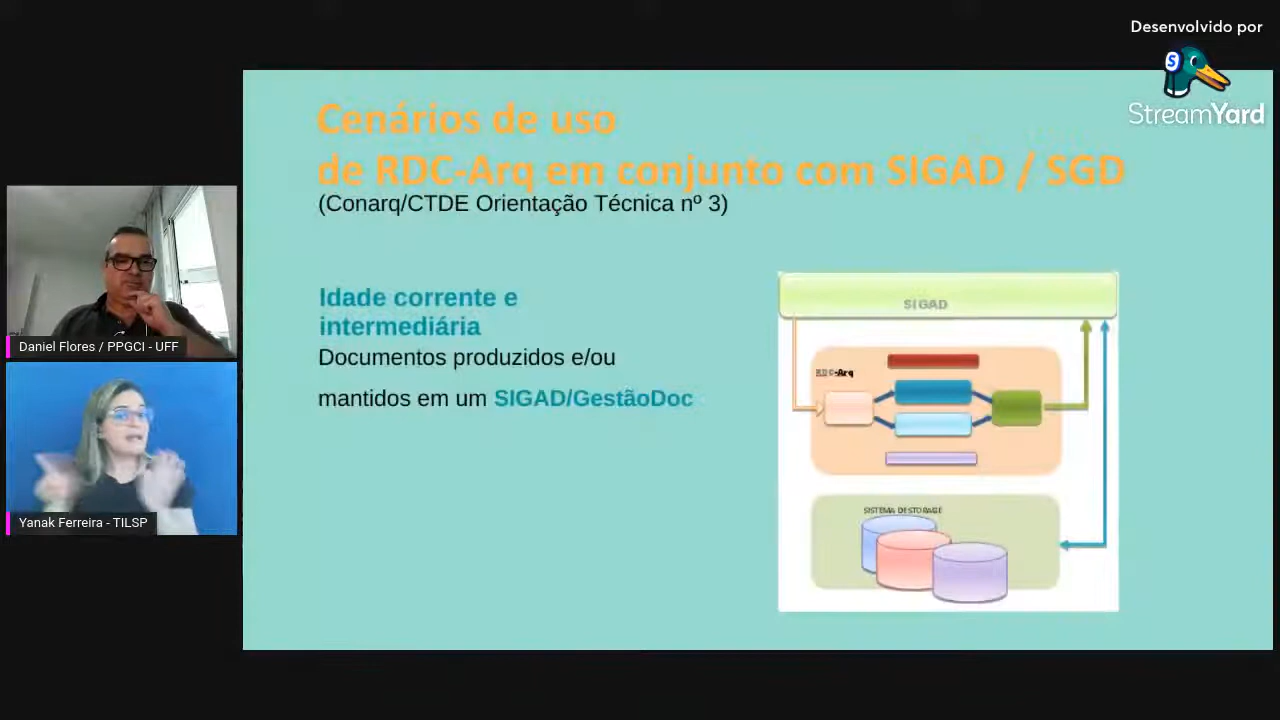 Desenvolvido por
S
StreamYard
Cenários de uso
de RDC-Arq em conjunto com SIGAD / SGD
(Conarq/CTDE Orientação Técnica nº 3)
Idade corrente e
intermediária
Documentos produzidos e/ou
mantidos em um SIGAD/GestãoDoc
SIGAD
RDC-Arq
SISTEMA DE STORAGE
Daniel Flores / PPGCI - UFF
Yanak Ferreira - TILSP